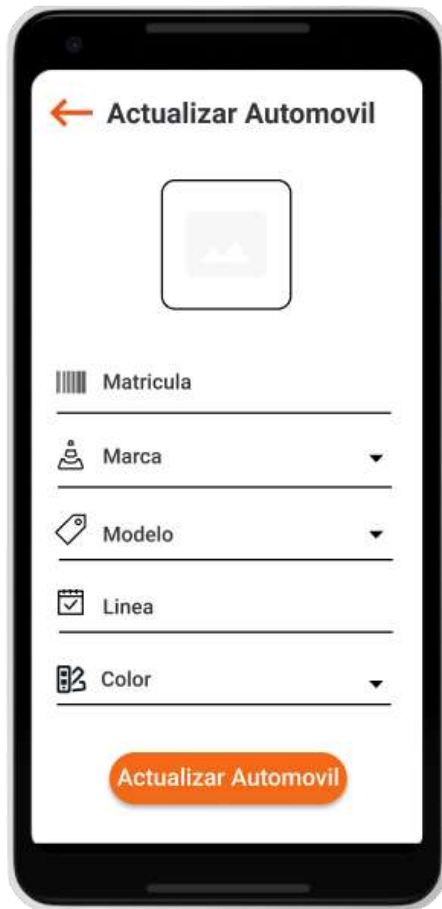 Actualizar Automovil
Matricula
Marca
Modelo
Linea
Color
Actualizar Automovil